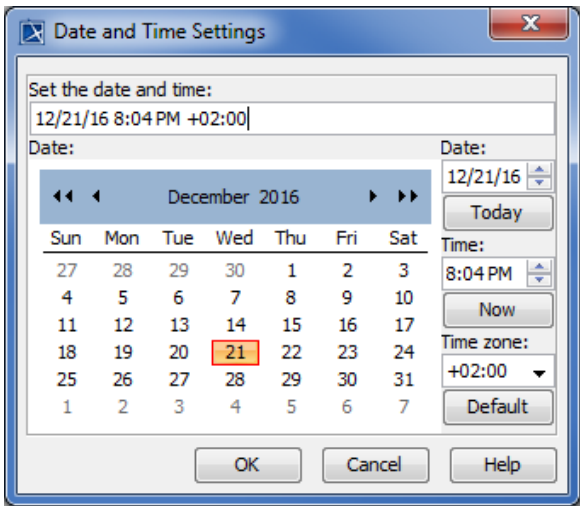 Date and Time Settings
Set the date and time:
12/21/16 8:04 PM +02:00
Date:
December 2016
Sun Mon Tue Wed Thu Fri Sat
27 28 29 30 1 2 3
4 5 6 7 8 9 10
11 12 13 14 15 16 17
18 19 20 21 22 23 24
25 26 27 28 29 30 31
1 2 3 4 5 6 7
Date:
12/21/16
Today
Time:
8:04 PM
Now
Time zone:
+02:00
Default
OK Cancel Help